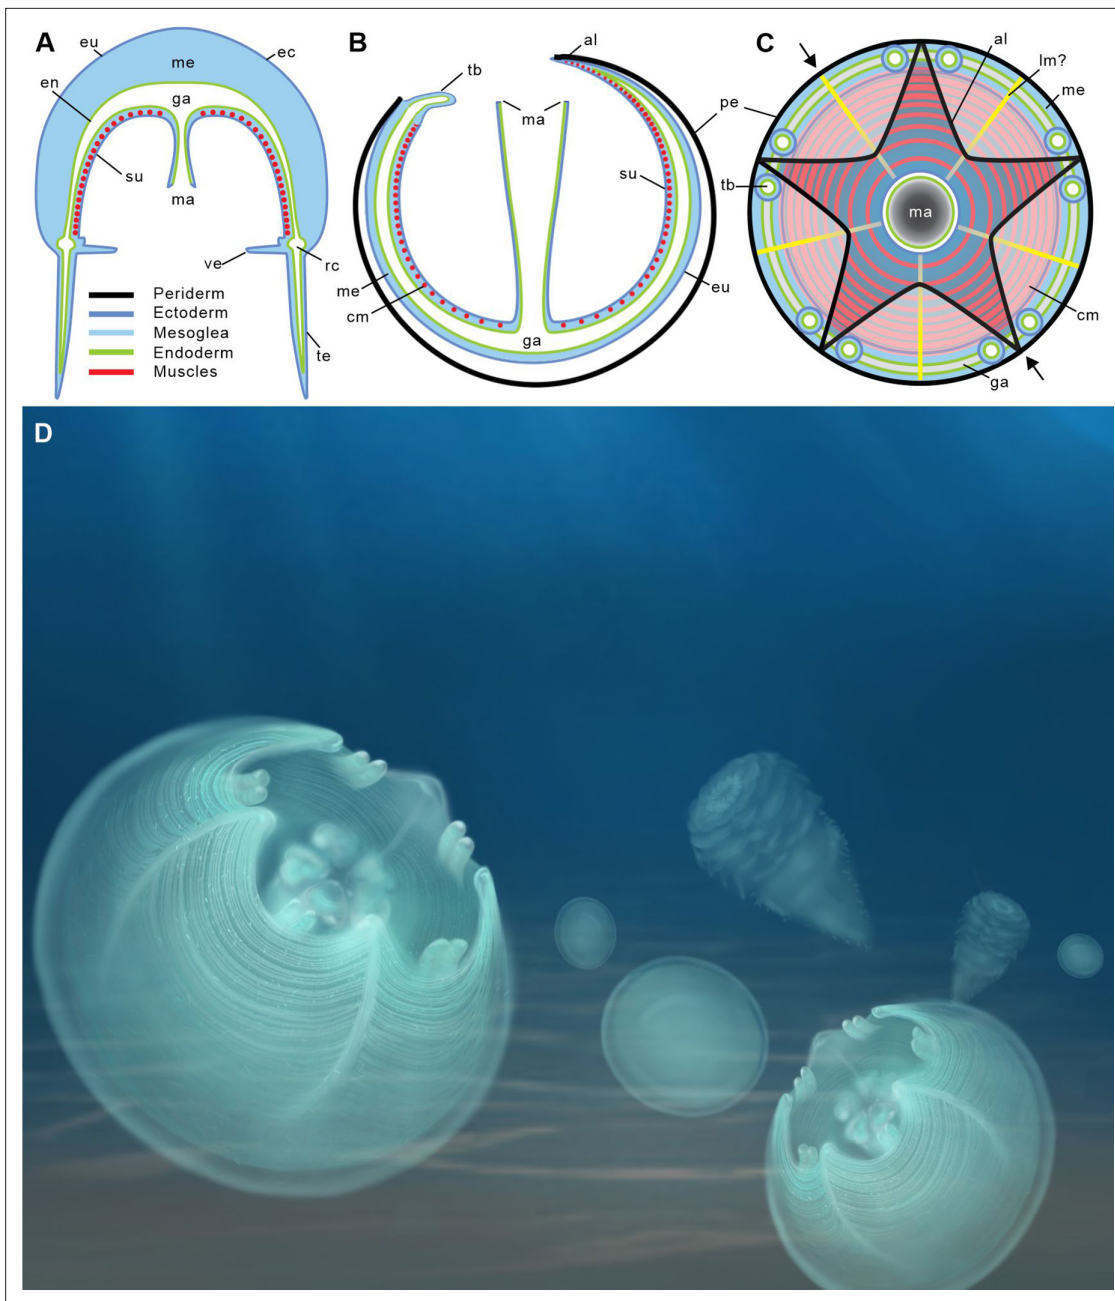 A
eu
ec
me
en
ga
su
ma
ve
rc
te
Periderm
Ectoderm
Mesoglea
Endoderm
Muscles
B
al
tb
ma
pe
su
me
cm
eu
ga
C
al
lm?
me
pe
tb
ma
cm
ga
D